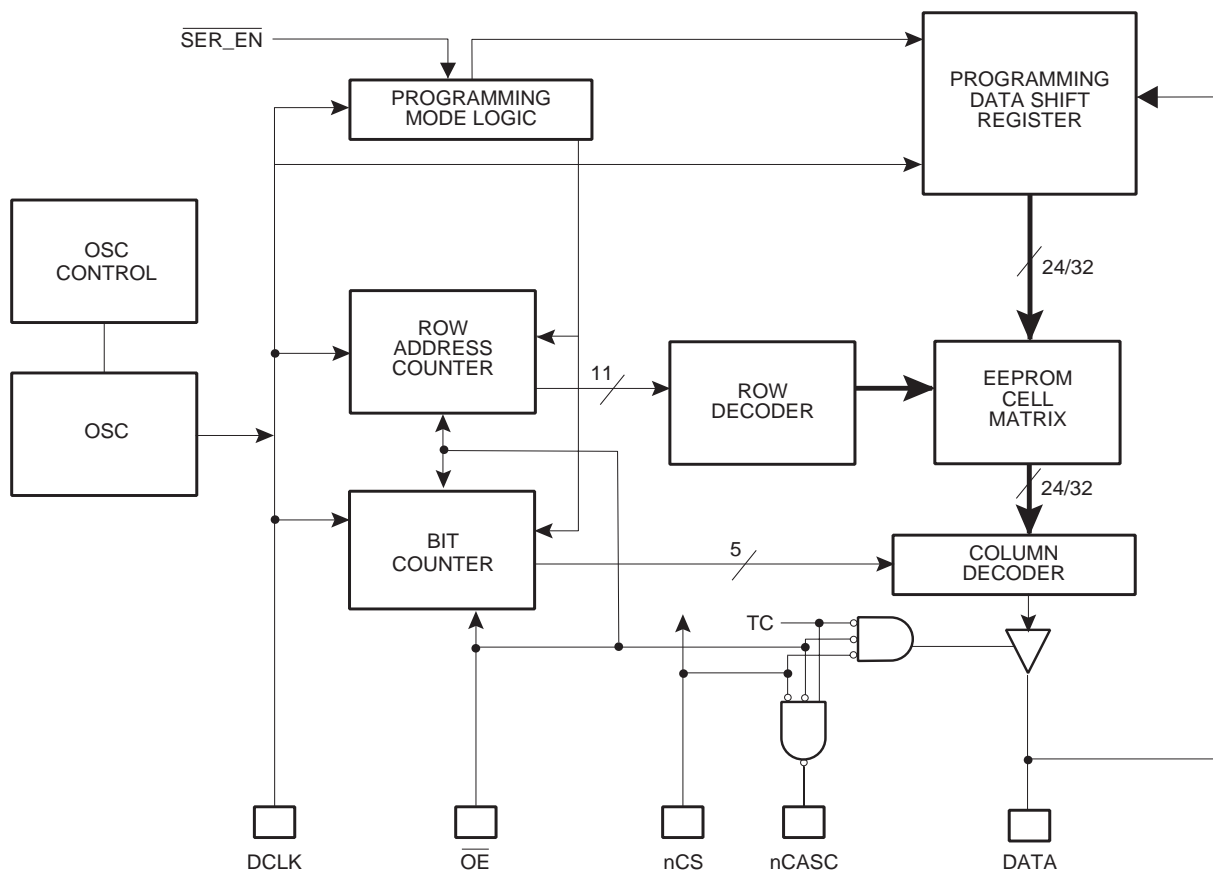 SER_EN
PROGRAMMING
MODE LOGIC
PROGRAMMING
DATA SHIFT
REGISTER
OSC
CONTROL
24/32
ROW
ADDRESS
COUNTER
11
ROW
DECODER
EEPROM
CELL
MATRIX
OSC
24/32
BIT
COUNTER
5
COLUMN
DECODER
TC
DCLK
OE
nCS
nCASC
DATA